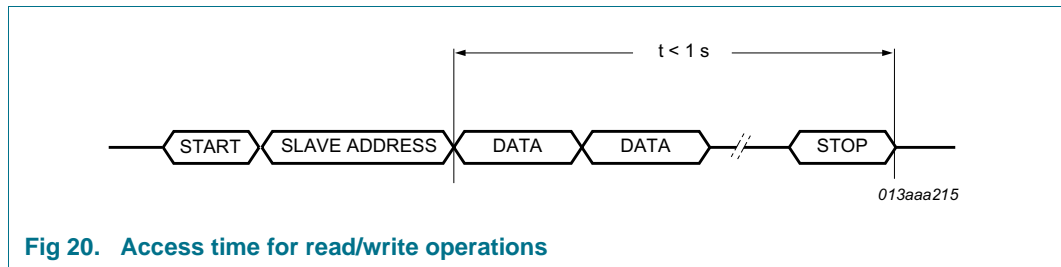 t < 1 s
START SLAVE ADDRESS DATA DATA STOP
013aaa215
Fig 20. Access time for read/write operations